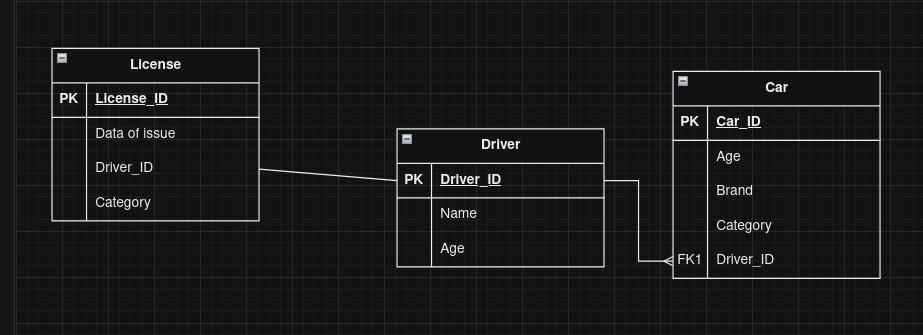 License
PK License_ID
Data of issue
Driver_ID
Category
Driver
PK Driver_ID
Name
Age
Car
PK Car_ID
Age
Brand
Category
FK1 Driver_ID